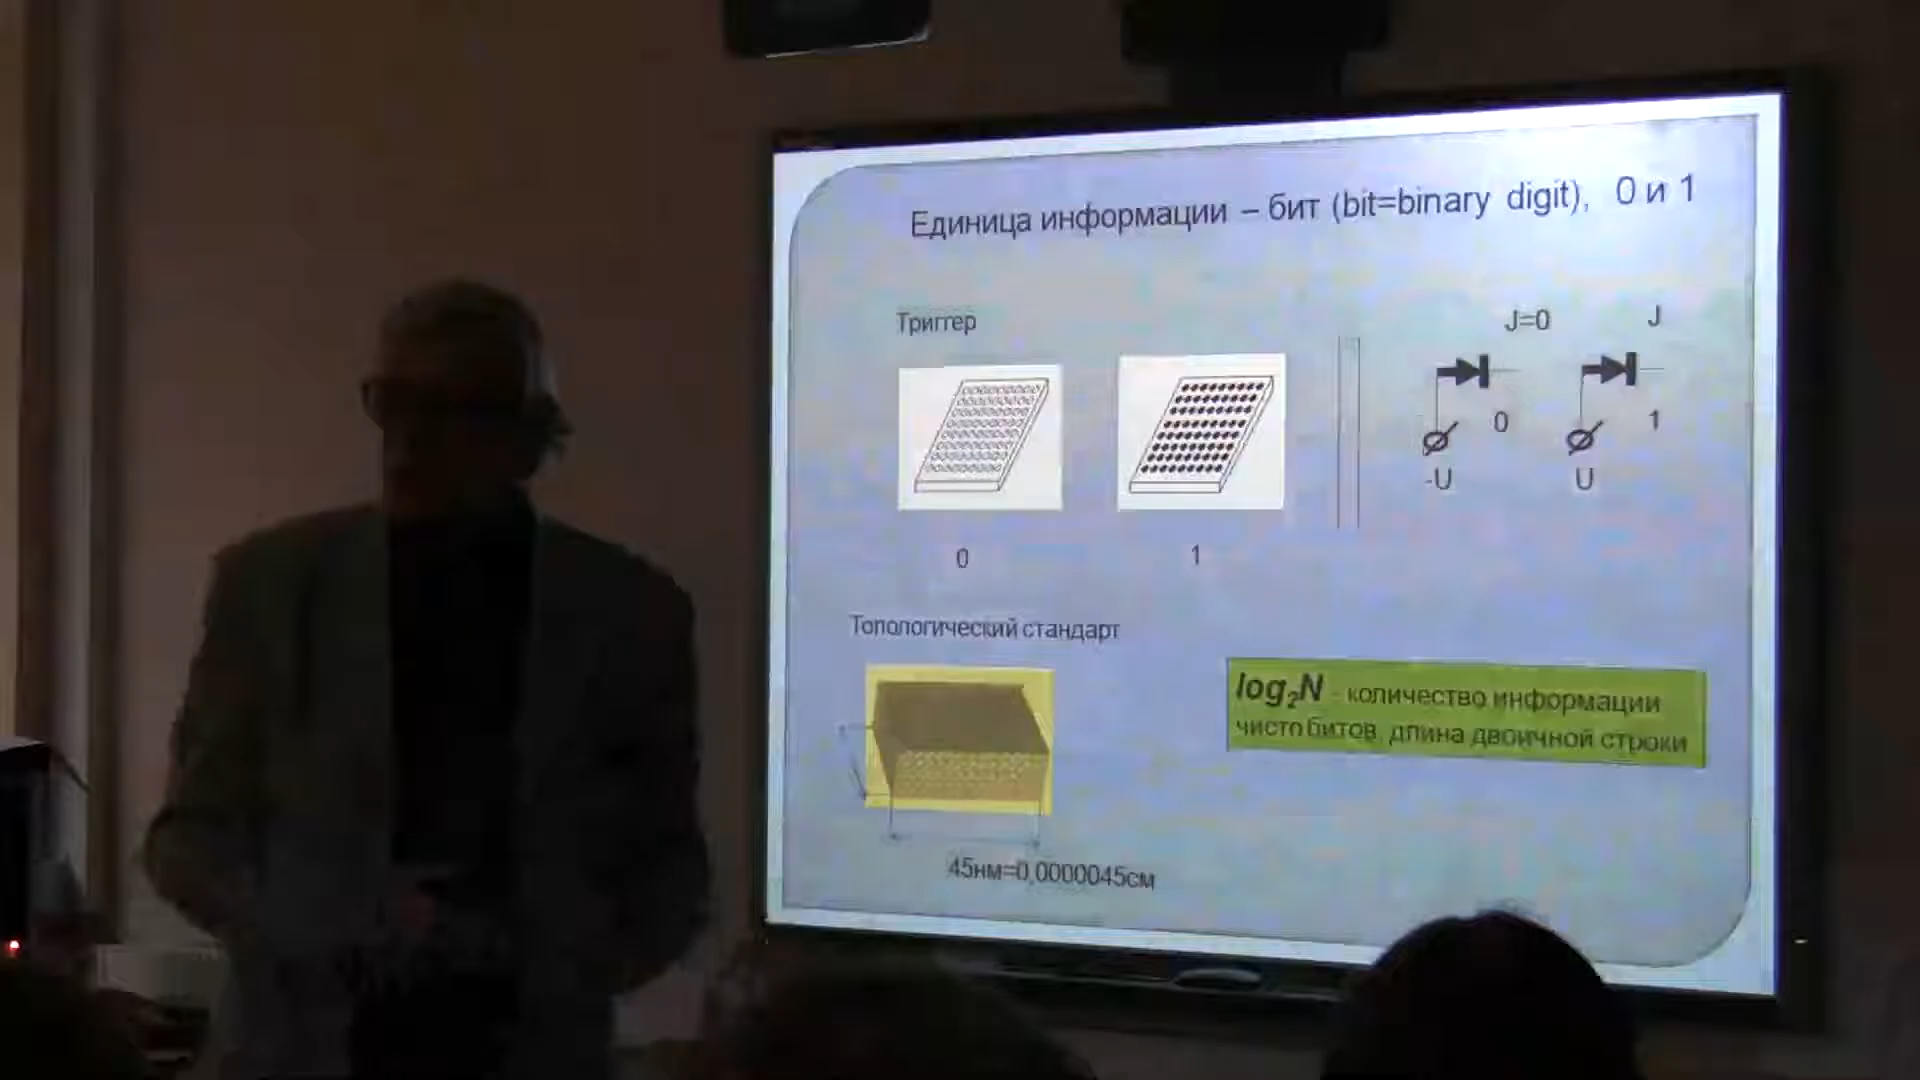 Единица информации – бит (bit=binary digit), 0 и 1
Триггер
J=0 J
0 1
-U U
0 1
Топологический стандарт
log₂N - количество информации
чисто битов, длина двоичной строки
45нм=0,0000045см